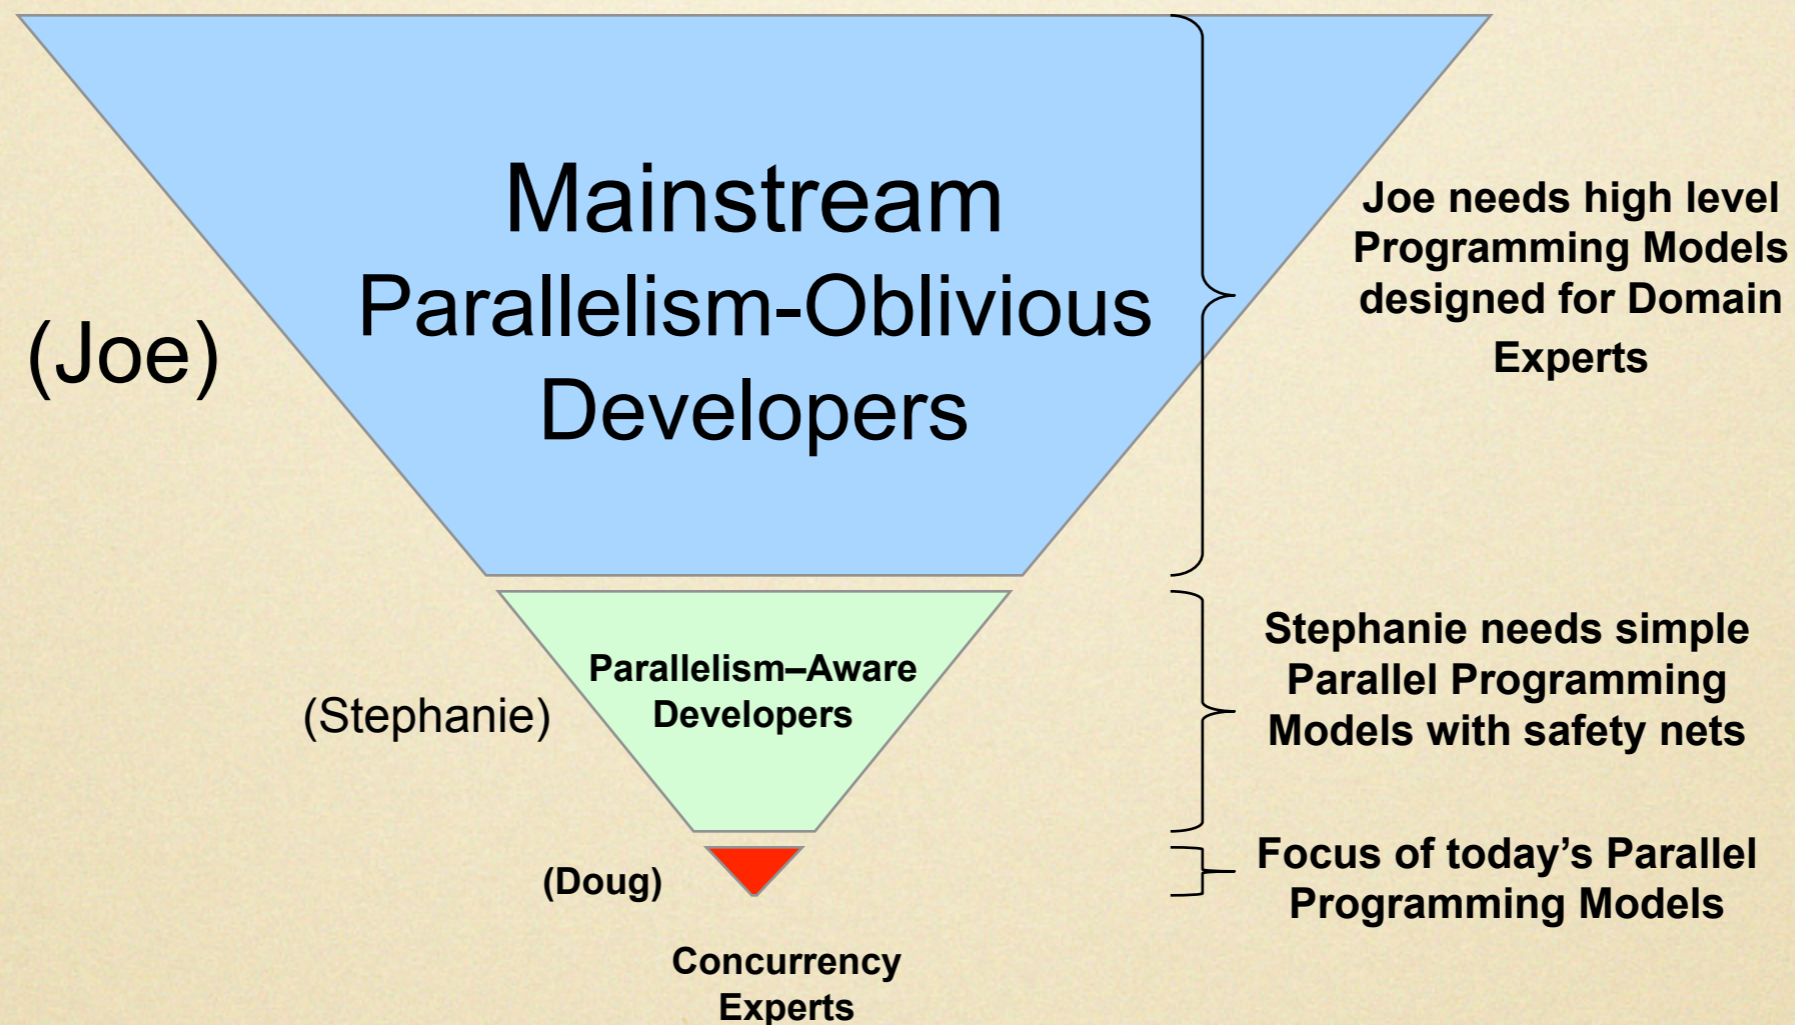 Mainstream
Parallelism-Oblivious
Developers
(Joe)
Joe needs high level
Programming Models
designed for Domain
Experts
Parallelism–Aware
Developers
(Stephanie)
Stephanie needs simple
Parallel Programming
Models with safety nets
(Doug)
Focus of today's Parallel
Programming Models
Concurrency
Experts